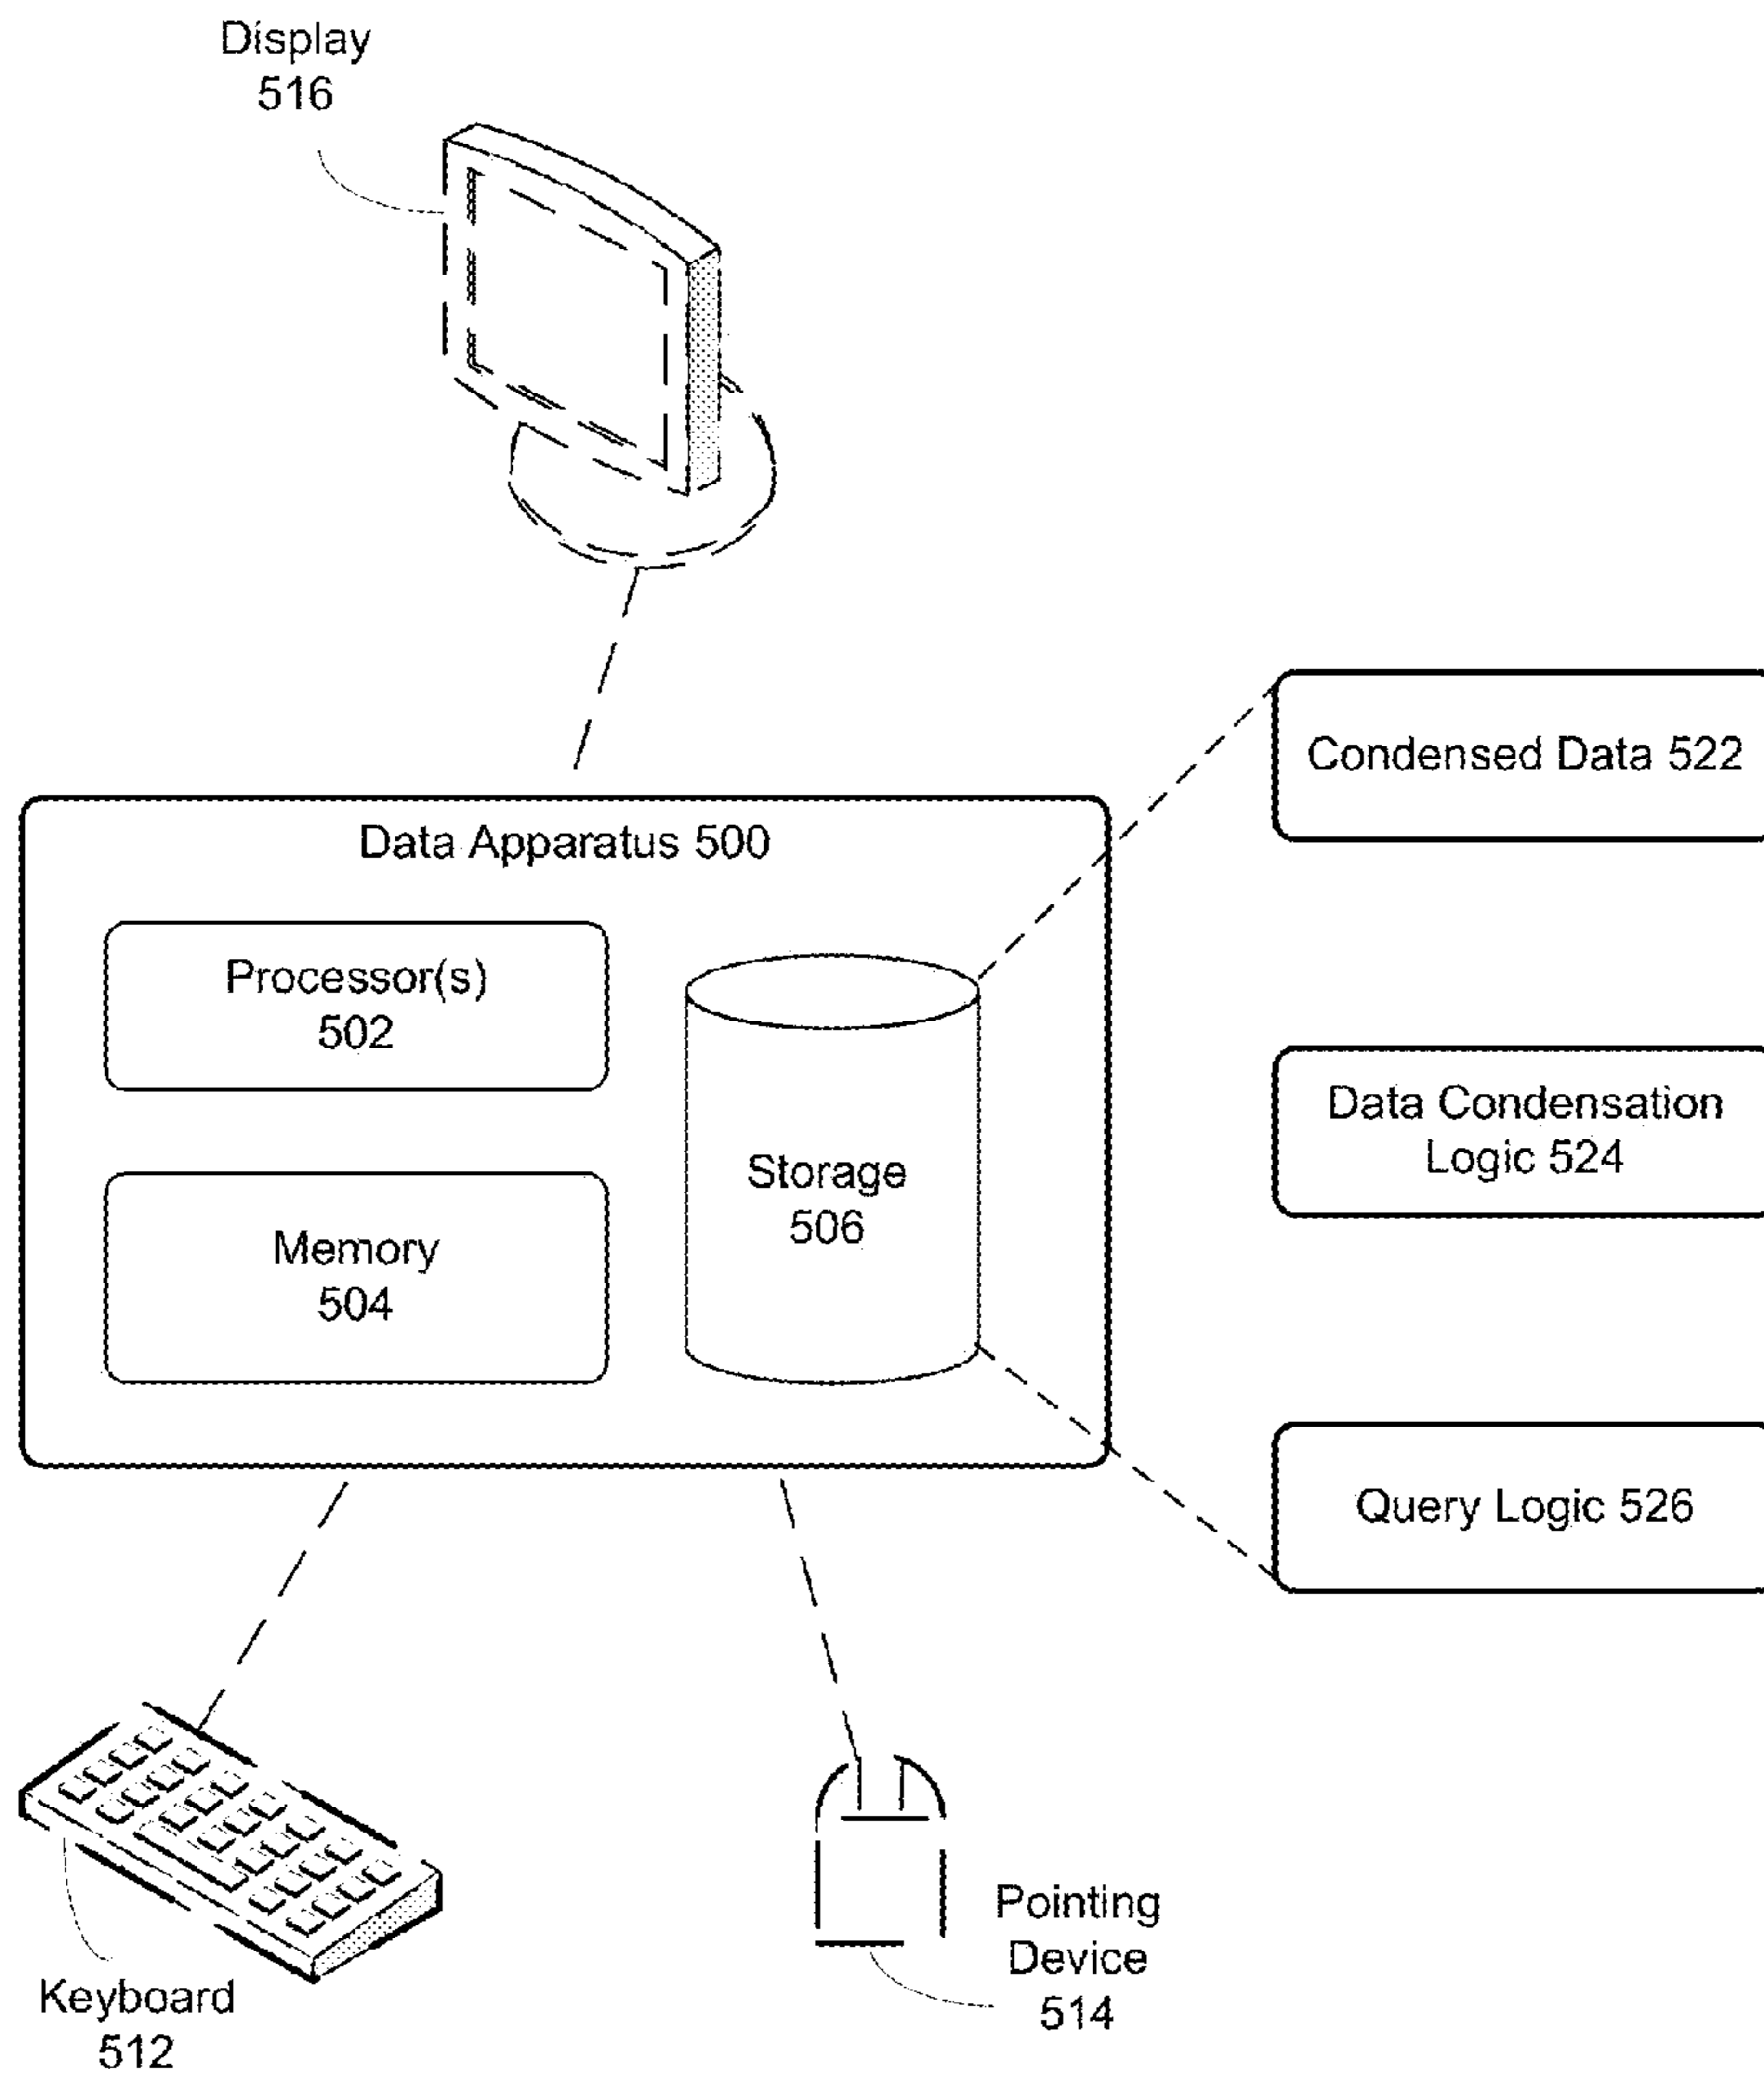 Display
516
Condensed Data 522
Data Apparatus 500
Processor(s)
502
Data Condensation
Logic 524
Storage
506
Memory
504
Query Logic 526
Pointing
Device
514
Keyboard
512